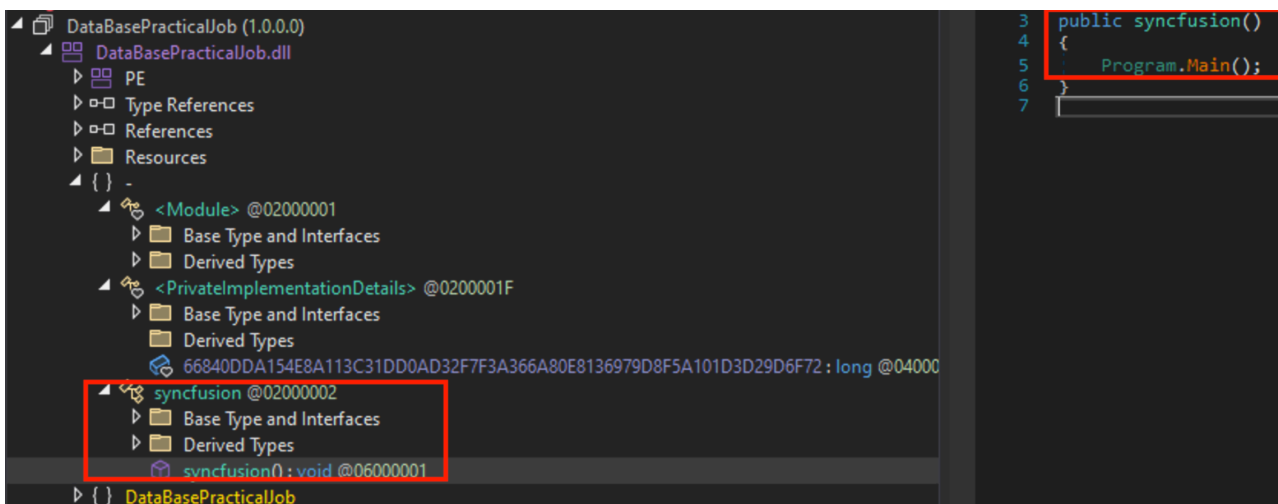 DataBasePracticalJob (1.0.0.0)
DataBasePracticalJob.dll
PE
Type References
References
Resources
{ } -
<Module> @02000001
Base Type and Interfaces
Derived Types
<PrivateImplementationDetails> @0200001F
Base Type and Interfaces
Derived Types
66840DDA154E8A113C31DD0AD32F7F3A366A80E8136979D8F5A101D3D29D6F72 : long @04000
syncfusion @02000002
Base Type and Interfaces
Derived Types
syncfusion() : void @06000001
{ } DataBasePracticalJob
3 public syncfusion()
4 {
5 Program.Main();
6 }
7